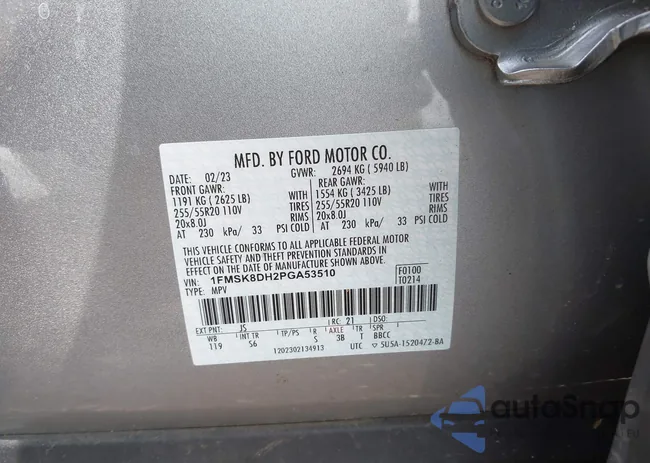 MFD. BY FORD MOTOR CO.
DATE: 02/23 GVWR: 2694 KG ( 5940 LB)
FRONT GAWR: REAR GAWR:
1191 KG ( 2625 LB) WITH 1554 KG ( 3425 LB) WITH
255/55R20 110V TIRES 255/55R20 110V TIRES
20x8.0J RIMS 20x8.0J RIMS
AT 230 kPa/ 33 PSI COLD AT 230 kPa/ 33 PSI COLD
THIS VEHICLE CONFORMS TO ALL APPLICABLE FEDERAL MOTOR
VEHICLE SAFETY AND THEFT PREVENTION STANDARDS IN
EFFECT ON THE DATE OF MANUFACTURE SHOWN ABOVE.
VIN: 1FMSK8DH2PGA53510 F0100
TYPE: MPV T0214
EXT PNT: JS RC: 21 DSO:
WB INT TR TP/PS R AXLE TR SPR
119 S6 S 3B T BBCC
1202302134913 UTC ▽ 5U5A-1520472-BA
autoSnap
.EU